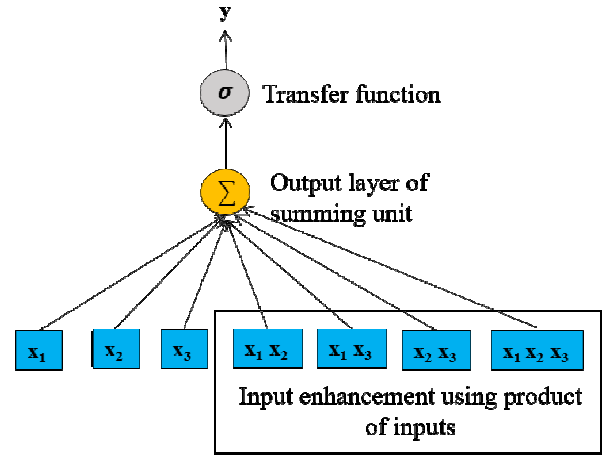 y
σ Transfer function
∑ Output layer of
summing unit
x₁ x₂ x₃ x₁ x₂ x₁ x₃ x₂ x₃ x₁ x₂ x₃
Input enhancement using product
of inputs